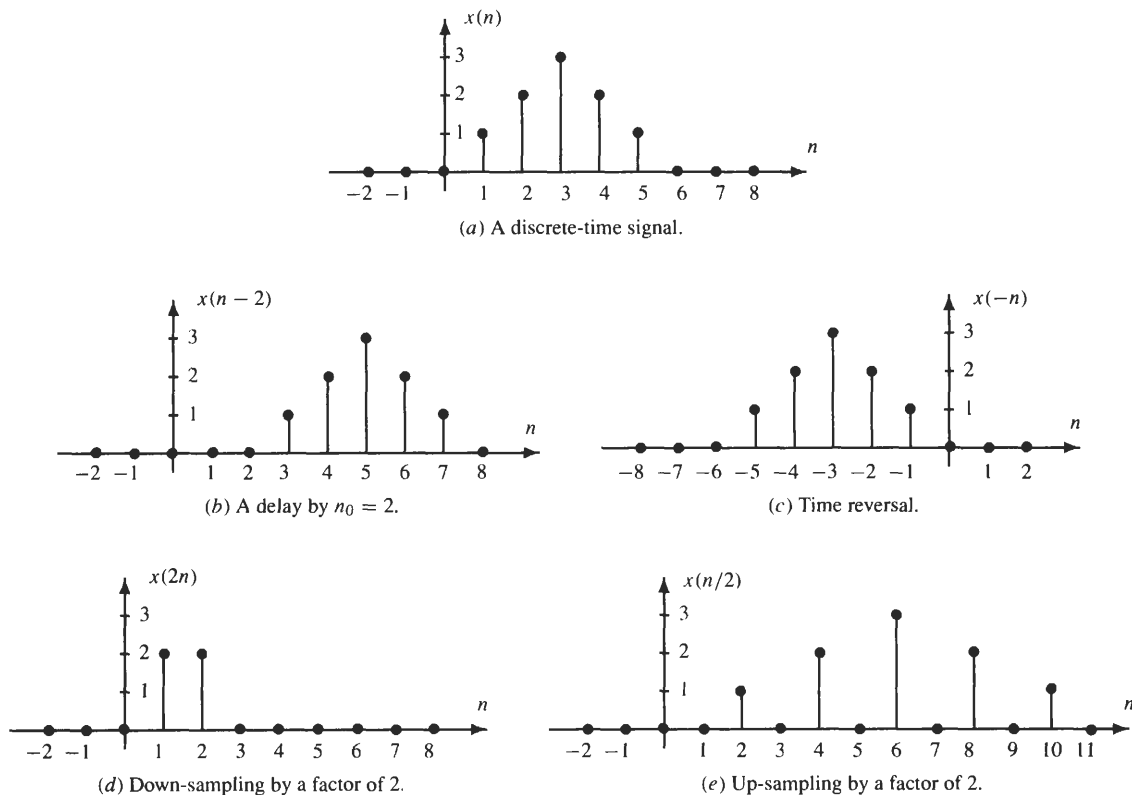 x(n)
3
2
1
n
−2 −1 1 2 3 4 5 6 7 8
(a) A discrete-time signal.
x(n − 2)
3
2
1
n
−2 −1 1 2 3 4 5 6 7 8
(b) A delay by n₀ = 2.
x(−n)
3
2
1
n
−8 −7 −6 −5 −4 −3 −2 −1 1 2
(c) Time reversal.
x(2n)
3
2
1
n
−2 −1 1 2 3 4 5 6 7 8
(d) Down-sampling by a factor of 2.
x(n/2)
3
2
1
n
−2 −1 1 2 3 4 5 6 7 8 9 10 11
(e) Up-sampling by a factor of 2.